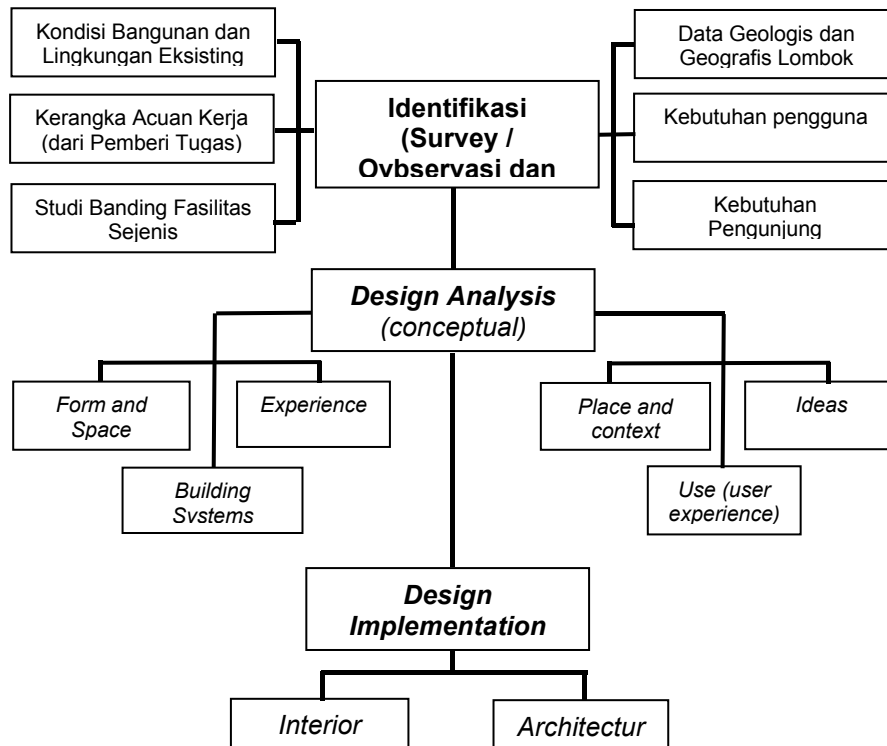 Kondisi Bangunan dan
Lingkungan Eksisting
Kerangka Acuan Kerja
(dari Pemberi Tugas)
Studi Banding Fasilitas
Sejenis
Identifikasi
(Survey /
Oybservasi dan
Data Geologis dan
Geografis Lombok
Kebutuhan pengguna
Kebutuhan
Pengunjung
Design Analysis
(conceptual)
Form and
Space
Experience
Building
Systems
Place and
context
Ideas
Use (user
experience)
Design
Implementation
Interior
Architectur